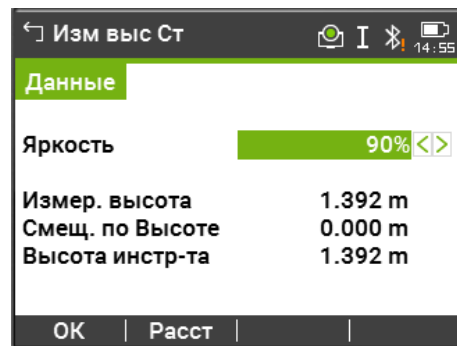 Изм выс Ст I 14:55
Данные
Яркость 90%
Измер. высота 1.392 m
Смещ. по Высоте 0.000 m
Высота инстр-та 1.392 m
ОК | Расст | |